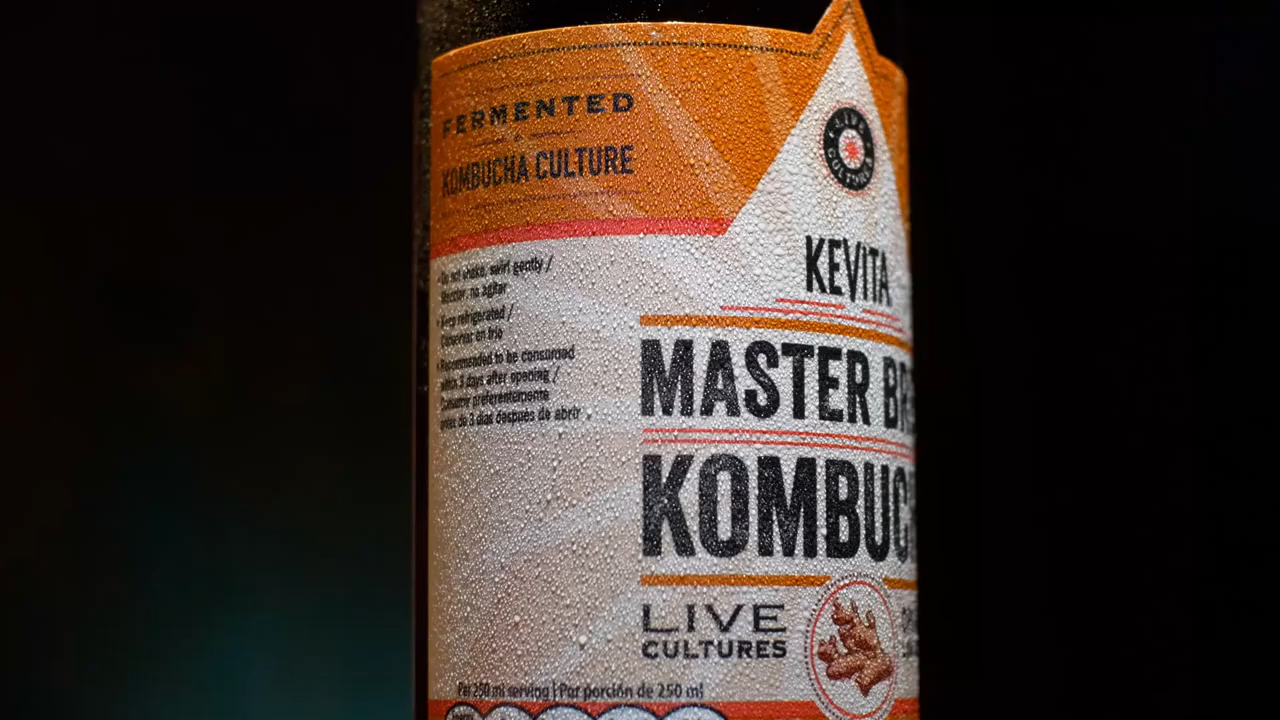 FERMENTED
KOMBUCHA CULTURE
LIVE CULTURES
KEVITA
MASTER
KOMBUC
LIVE
CULTURES
Do not shake, swirl gently /
no agitar
Keep refrigerated /
Conservar en frío
Recommended to be consumed
within 3 days after opening /
Consumir preferentemente
antes de 3 días después de abrir
Per 250 ml serving | Por porción de 250 ml